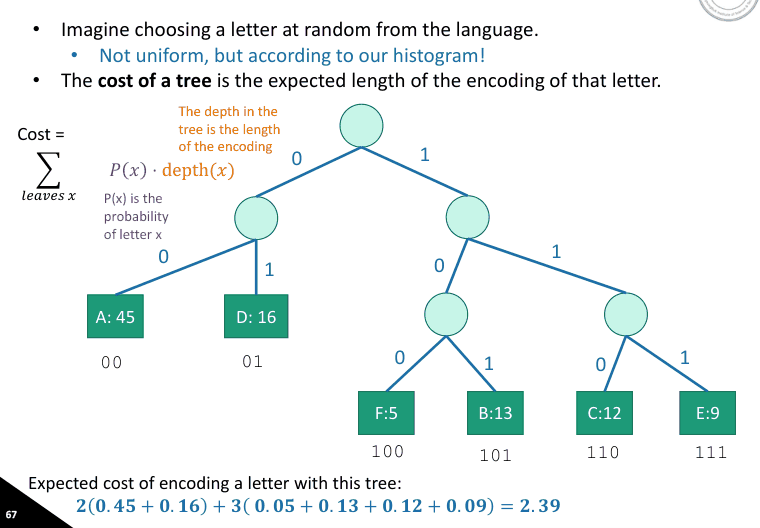 • Imagine choosing a letter at random from the language.
• Not uniform, but according to our histogram!
• The cost of a tree is the expected length of the encoding of that letter.
The depth in the
tree is the length
of the encoding
Cost =
∑ P(x) · depth(x)
leaves x
P(x) is the
probability
of letter x
0 1
0 1 0 1
A: 45 D: 16
00 01
0 1 0 1
F:5 B:13 C:12 E:9
100 101 110 111
Expected cost of encoding a letter with this tree:
2(0.45 + 0.16) + 3( 0.05 + 0.13 + 0.12 + 0.09) = 2.39
67